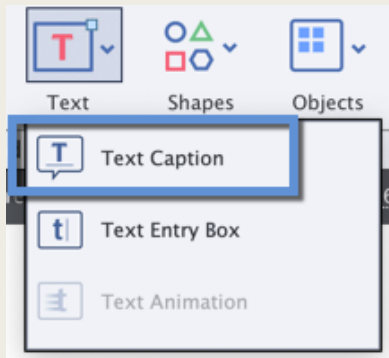 Text Shapes Objects
Text Caption
Text Entry Box
Text Animation